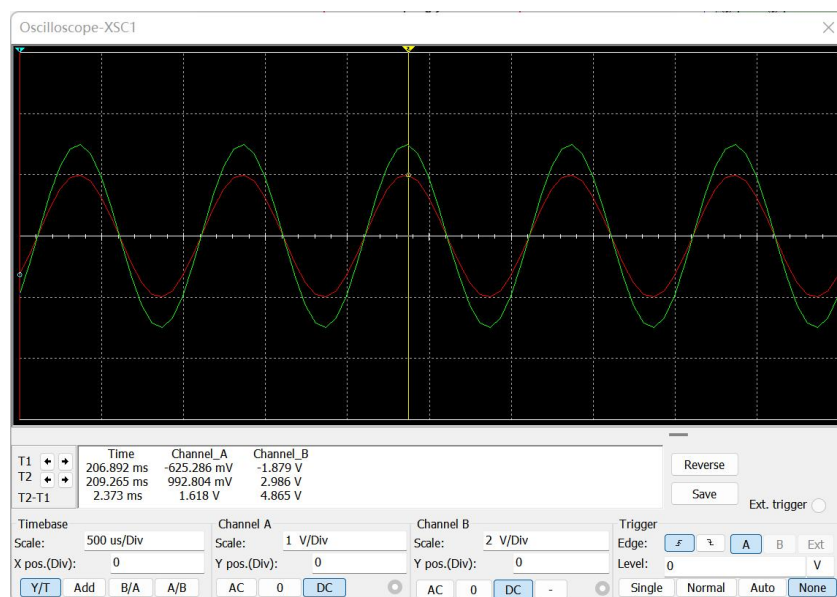 Oscilloscope-XSC1
Time Channel_A Channel_B
T1 206.892 ms -625.286 mV -1.879 V
T2 209.265 ms 992.804 mV 2.986 V
T2-T1 2.373 ms 1.618 V 4.865 V
Reverse
Save
Ext. trigger
Timebase
Scale: 500 us/Div
X pos.(Div): 0
Y/T Add B/A A/B
Channel A
Scale: 1 V/Div
Y pos.(Div): 0
AC 0 DC
Channel B
Scale: 2 V/Div
Y pos.(Div): 0
AC 0 DC -
Trigger
Edge: A B Ext
Level: 0 V
Single Normal Auto None